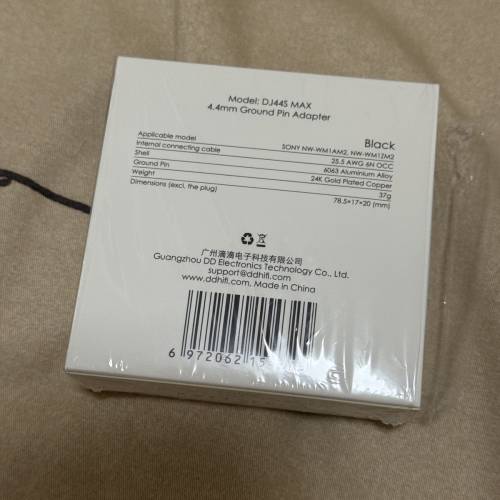 Model: DJ44S MAX
4.4mm Ground Pin Adapter
Black
Applicable model SONY NW-WM1AM2, NW-WM1ZM2
Internal connecting cable 25.5 AWG 6N OCC
Shell 6063 Aluminium Alloy
Ground Pin 24K Gold Plated Copper
Weight 37g
Dimensions (excl. the plug) 78.5×17×20 (mm)
广州滴滴电子科技有限公司
Guangzhou DD Electronics Technology Co., Ltd.
support@ddhifi.com
www.ddhifi.com, Made in China
6 972062 15